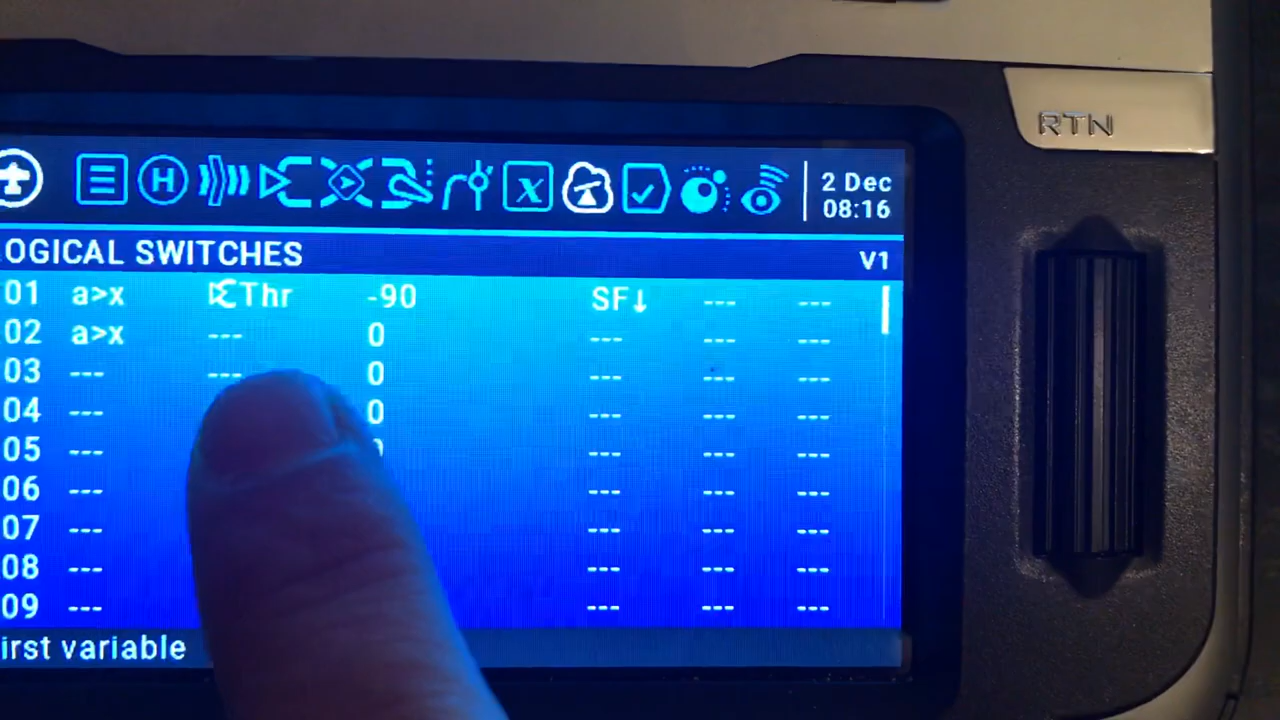 RTN
2 Dec
08:16
OGICAL SWITCHES V1
01 a>x Thr -90 SF↓ --- ---
02 a>x --- 0 --- --- ---
03 --- --- 0 --- --- ---
04 --- 0 --- --- ---
05 --- --- --- ---
06 --- --- --- ---
07 --- --- --- ---
08 --- --- --- ---
09 --- --- --- ---
irst variable